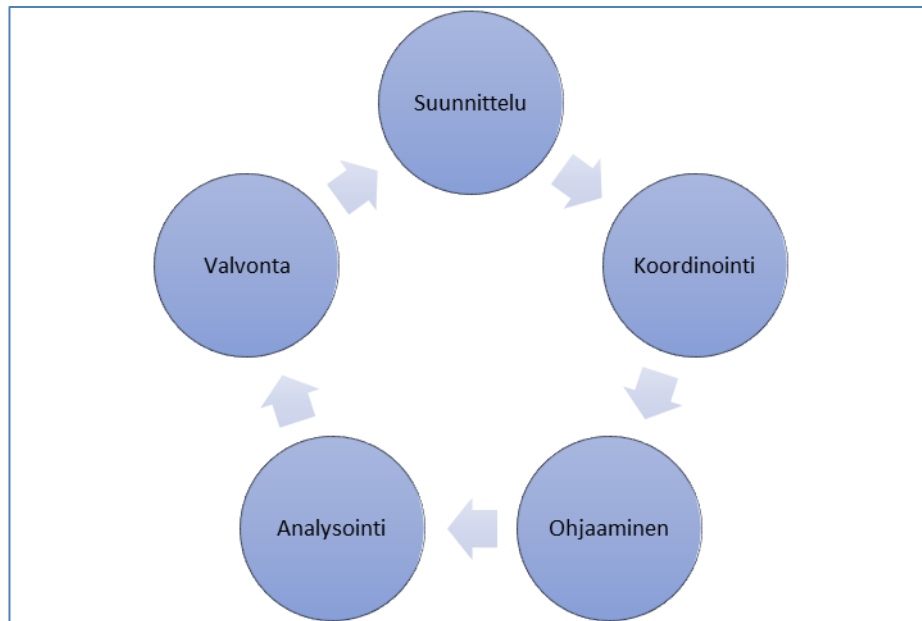 Suunnittelu
Koordinointi
Ohjaaminen
Analysointi
Valvonta